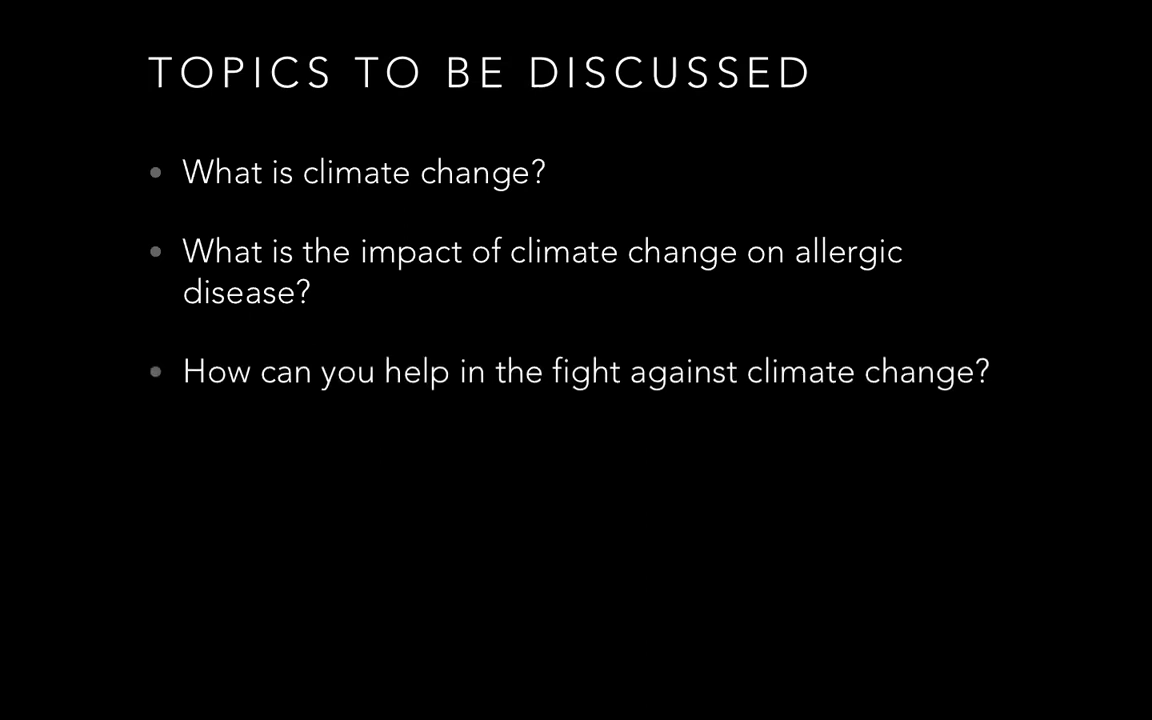 TOPICS TO BE DISCUSSED
• What is climate change?
• What is the impact of climate change on allergic
disease?
• How can you help in the fight against climate change?